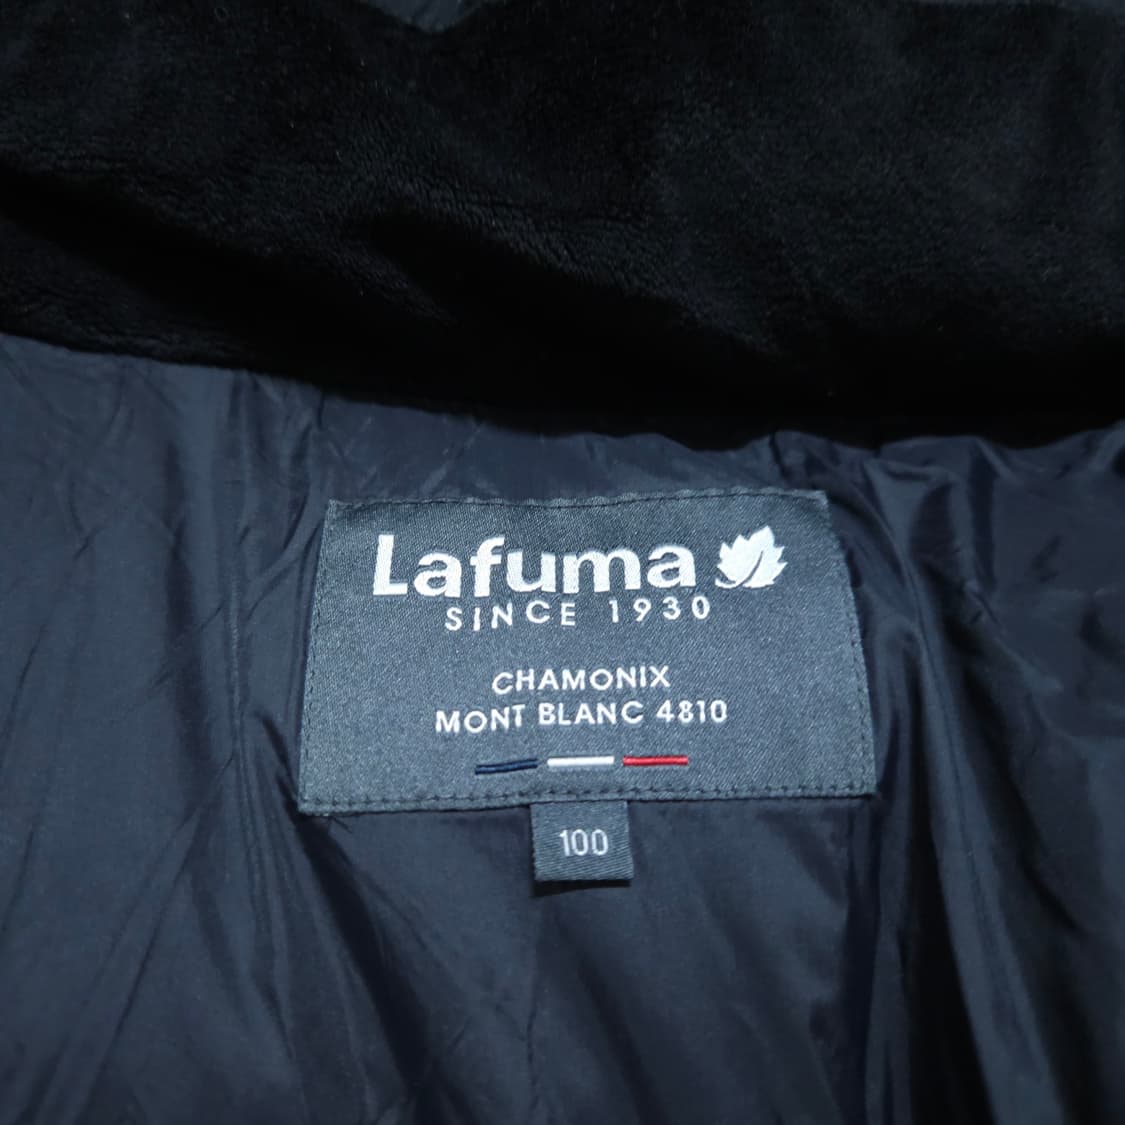 Lafuma
SINCE 1930
CHAMONIX
MONT BLANC 4810
100